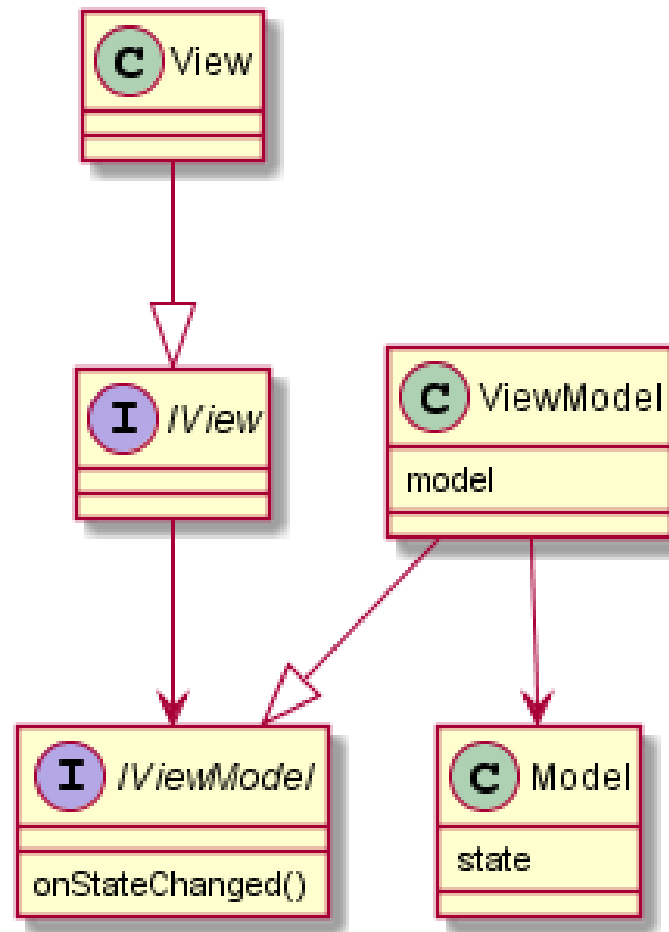 C View
I IView
C ViewModel
model
I IViewModel
onStateChanged()
C Model
state